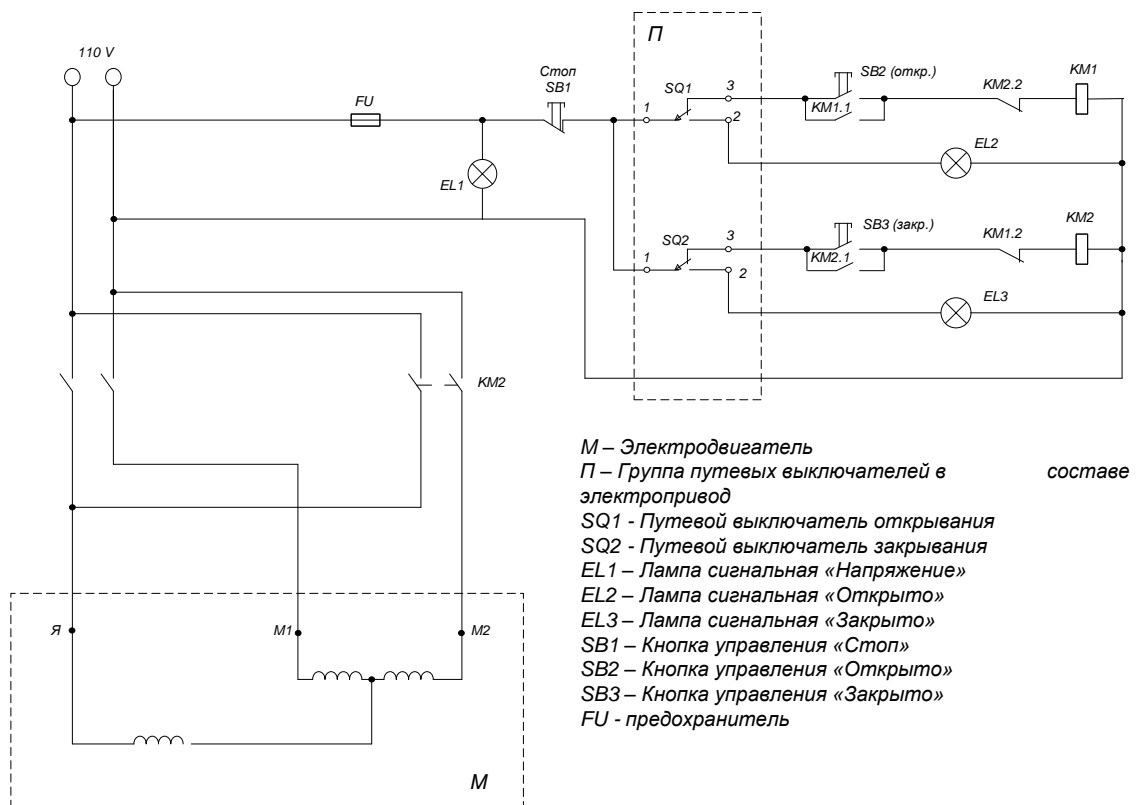 110 V
П
Стоп
SB1
FU
EL1
1
SQ1
3
2
SB2 (откр.)
KM1.1
KM2.2
KM1
EL2
1
SQ2
3
2
SB3 (закр.)
KM2.1
KM1.2
KM2
EL3
KM2
М – Электродвигатель
П – Группа путевых выключателей в составе
электропривод
SQ1 - Путевой выключатель открывания
SQ2 - Путевой выключатель закрывания
EL1 – Лампа сигнальная «Напряжение»
EL2 – Лампа сигнальная «Открыто»
EL3 – Лампа сигнальная «Закрыто»
SB1 – Кнопка управления «Стоп»
SB2 – Кнопка управления «Открыто»
SB3 – Кнопка управления «Закрыто»
FU - предохранитель
Я
М1
М2
М